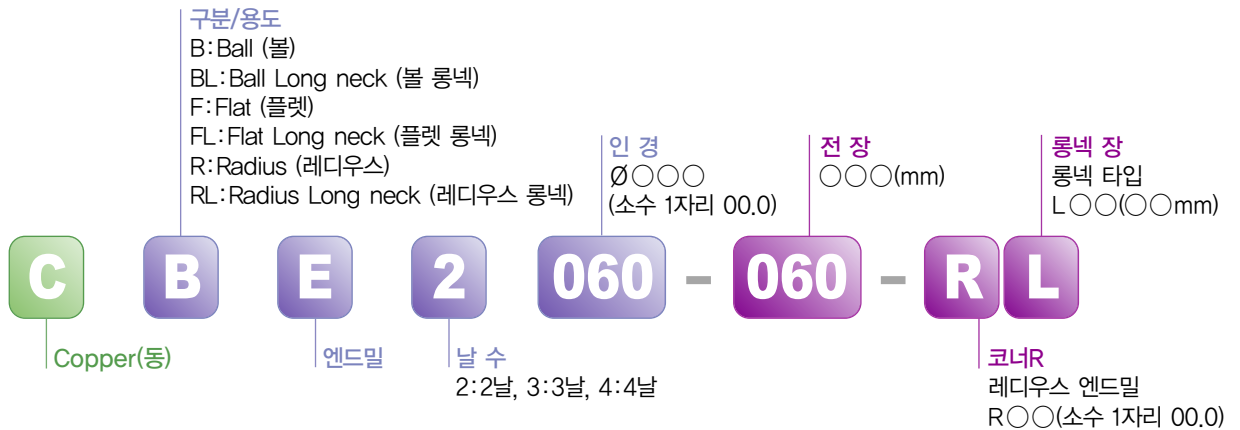 구분/용도
B:Ball (볼)
BL:Ball Long neck (볼 롱넥)
F:Flat (플렛)
FL:Flat Long neck (플렛 롱넥)
R:Radius (레디우스)
RL:Radius Long neck (레디우스 롱넥)
인 경
Ø○○○
(소수 1자리 00.0)
전 장
○○○(mm)
롱넥 장
롱넥 타입
L○○(○○mm)
C B E 2 060 - 060 - R L
Copper(동)
엔드밀
날 수
2:2날, 3:3날, 4:4날
코너R
레디우스 엔드밀
R○○(소수 1자리 00.0)